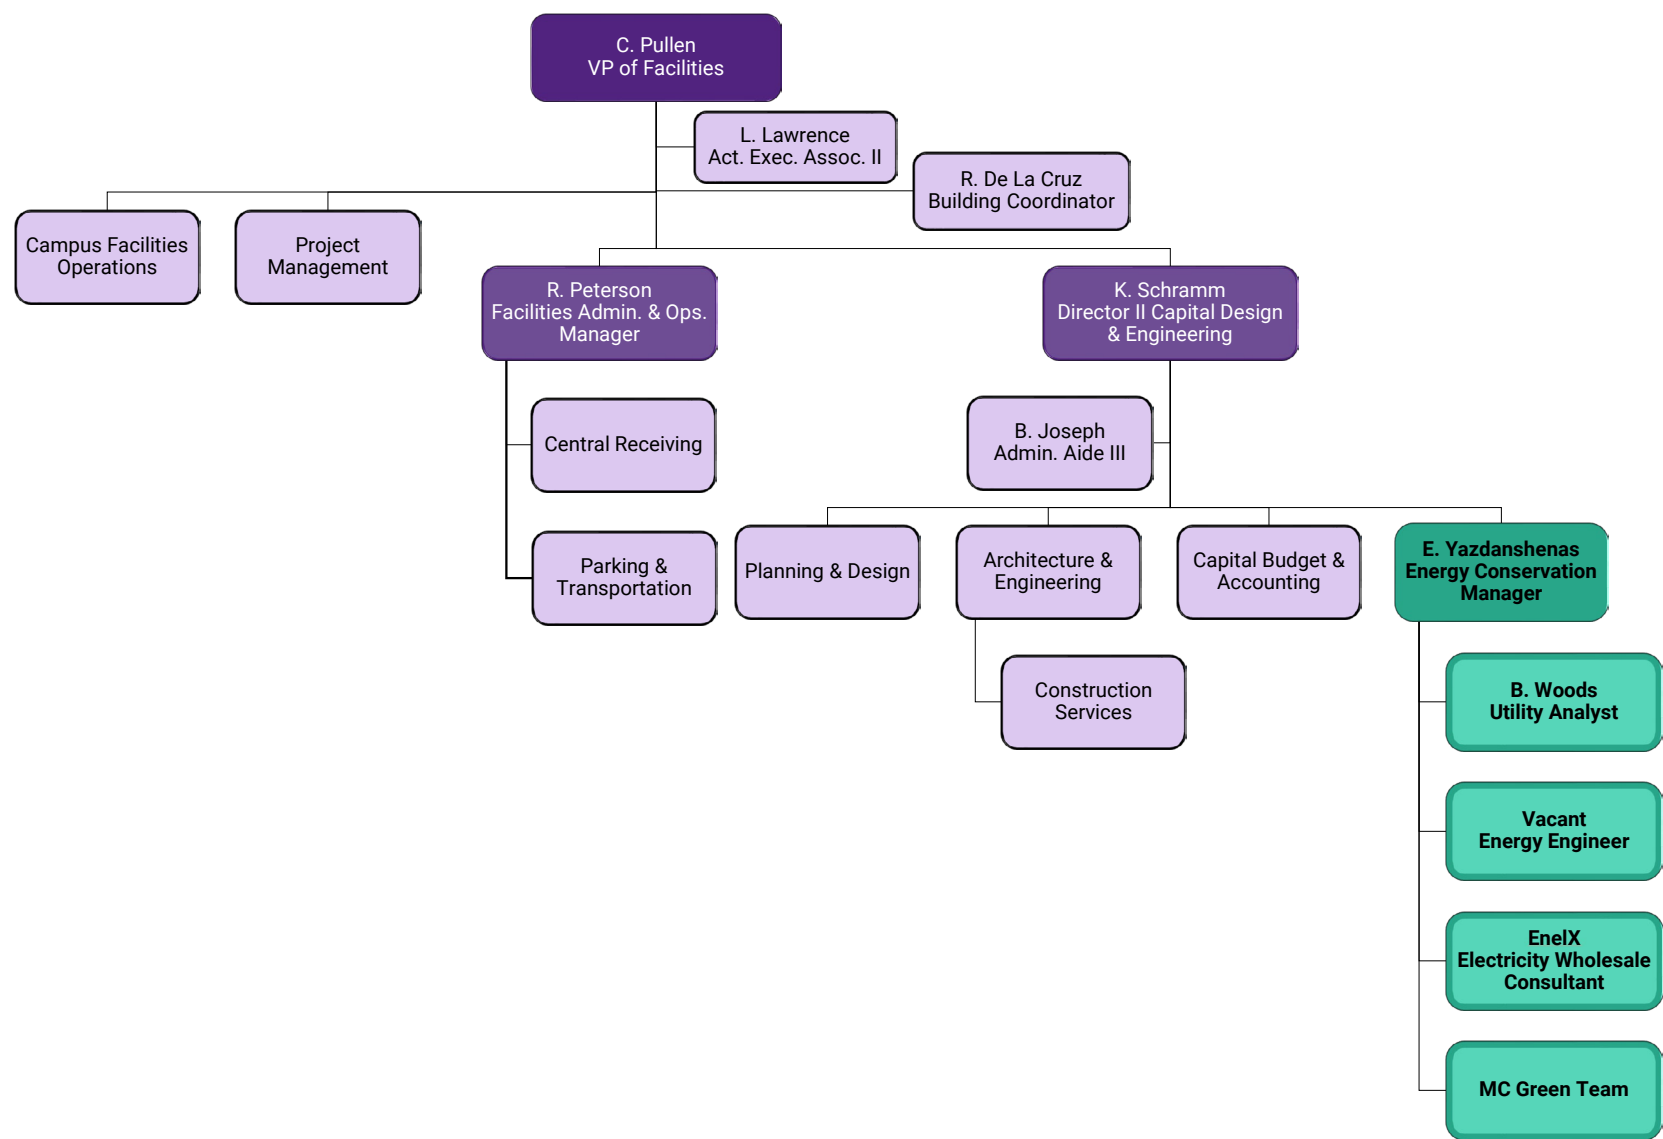 C. Pullen
VP of Facilities
L. Lawrence
Act. Exec. Assoc. II
R. De La Cruz
Building Coordinator
Campus Facilities
Operations
Project
Management
R. Peterson
Facilities Admin. & Ops.
Manager
K. Schramm
Director II Capital Design
& Engineering
Central Receiving
B. Joseph
Admin. Aide III
Parking &
Transportation
Planning & Design
Architecture &
Engineering
Capital Budget &
Accounting
E. Yazdanshenas
Energy Conservation
Manager
Construction
Services
B. Woods
Utility Analyst
Vacant
Energy Engineer
EnelX
Electricity Wholesale
Consultant
MC Green Team